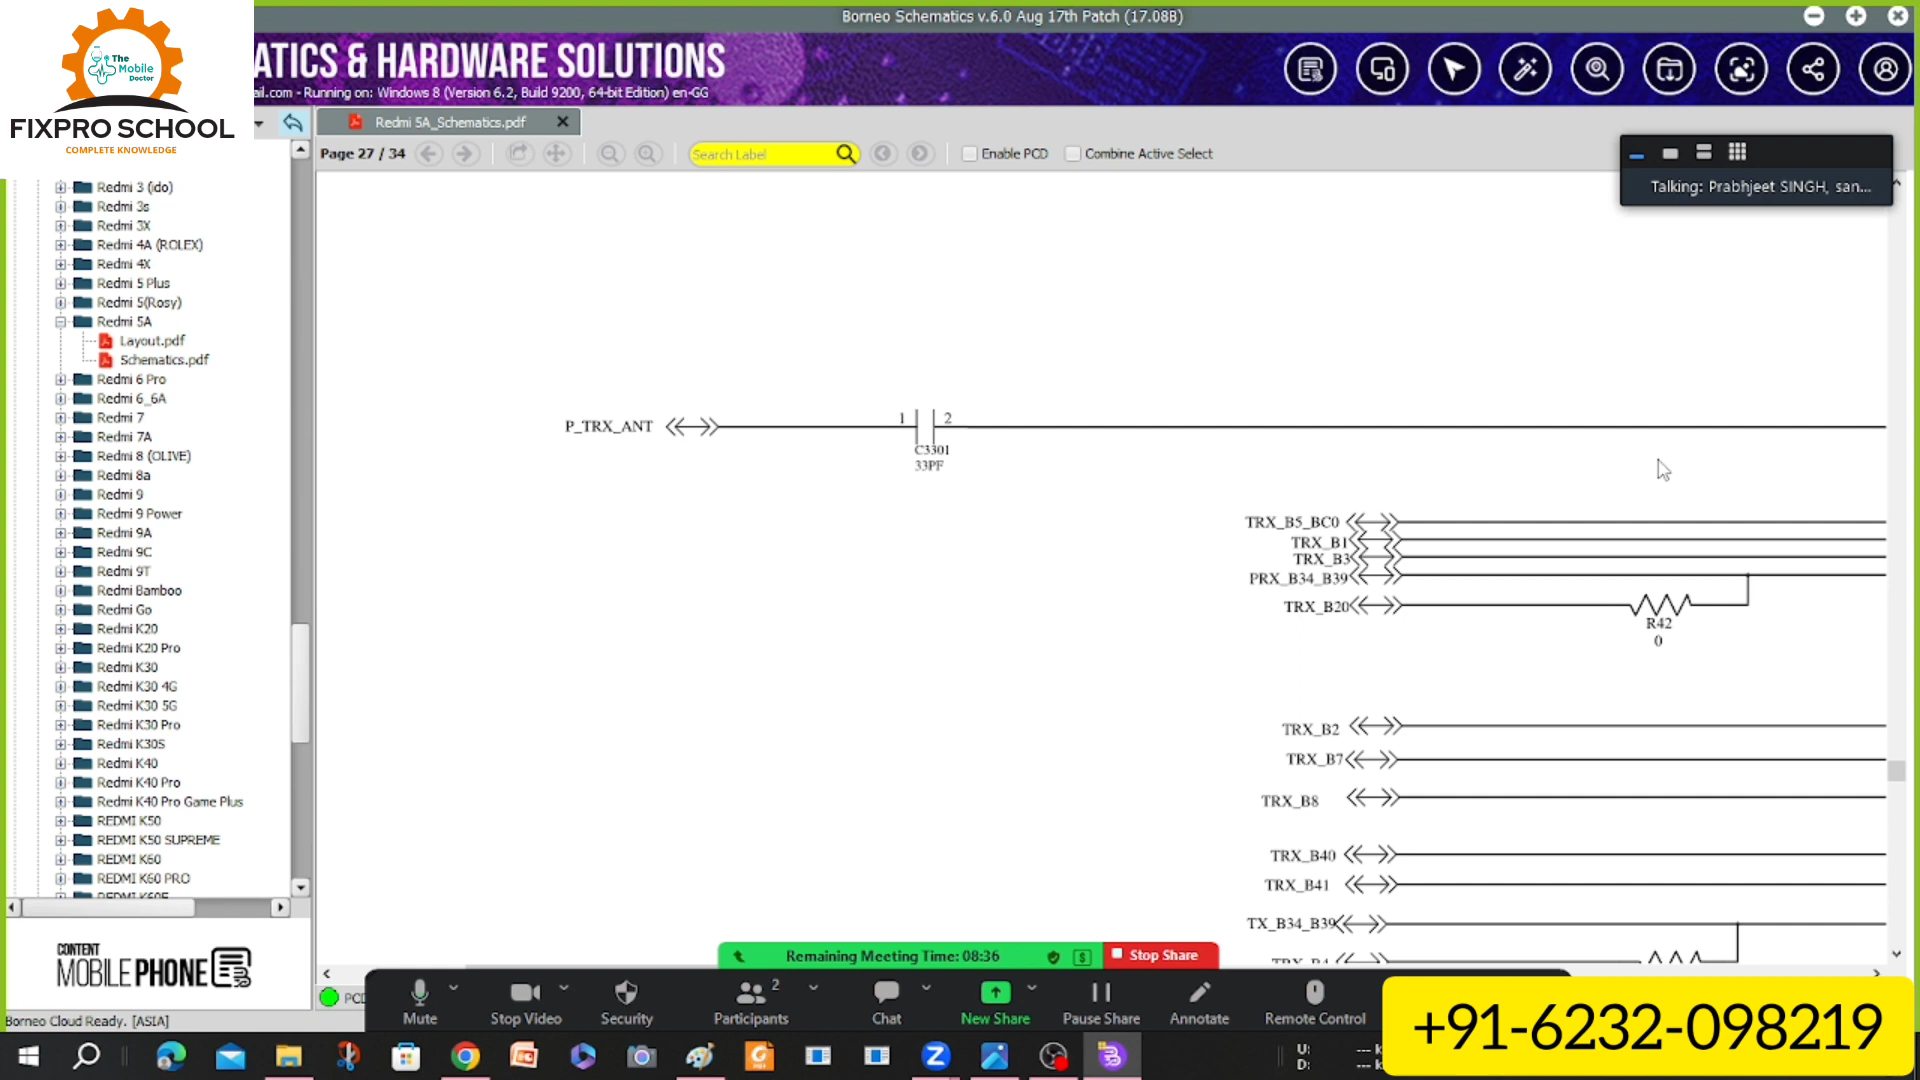 Borneo Schematics v.6.0 Aug 17th Patch (17.08B)
The
Mobile
Doctor
FIXPRO SCHOOL
COMPLETE KNOWLEDGE
ATICS & HARDWARE SOLUTIONS
ail.com - Running on: Windows 8 (Version 6.2, Build 9200, 64-bit Edition) en-GG
Redmi 5A_Schematics.pdf
Page 27 / 34
Search Label
Enable PCD
Combine Active Select
Talking: Prabhjeet SINGH, san...
Redmi 3 (ido)
Redmi 3s
Redmi 3X
Redmi 4A (ROLEX)
Redmi 4X
Redmi 5 Plus
Redmi 5(Rosy)
Redmi 5A
Layout.pdf
Schematics.pdf
Redmi 6 Pro
Redmi 6_6A
Redmi 7
Redmi 7A
Redmi 8 (OLIVE)
Redmi 8a
Redmi 9
Redmi 9 Power
Redmi 9A
Redmi 9C
Redmi 9T
Redmi Bamboo
Redmi Go
Redmi K20
Redmi K20 Pro
Redmi K30
Redmi K30 4G
Redmi K30 5G
Redmi K30 Pro
Redmi K30S
Redmi K40
Redmi K40 Pro
Redmi K40 Pro Game Plus
REDMI K50
REDMI K50 SUPREME
REDMI K60
REDMI K60 PRO
REDMI K60E
CONTENT
MOBILE PHONE
Borneo Cloud Ready. [ASIA]
P_TRX_ANT
1
2
C3301
33PF
TRX_B5_BC0
TRX_B1
TRX_B3
PRX_B34_B39
TRX_B20
R42
0
TRX_B2
TRX_B7
TRX_B8
TRX_B40
TRX_B41
TX_B34_B39
TRX_B4
Remaining Meeting Time: 08:36
Stop Share
PCD
Mute
Stop Video
Security
Participants
2
Chat
New Share
Pause Share
Annotate
Remote Control
+91-6232-098219
U: --- k
D: --- k